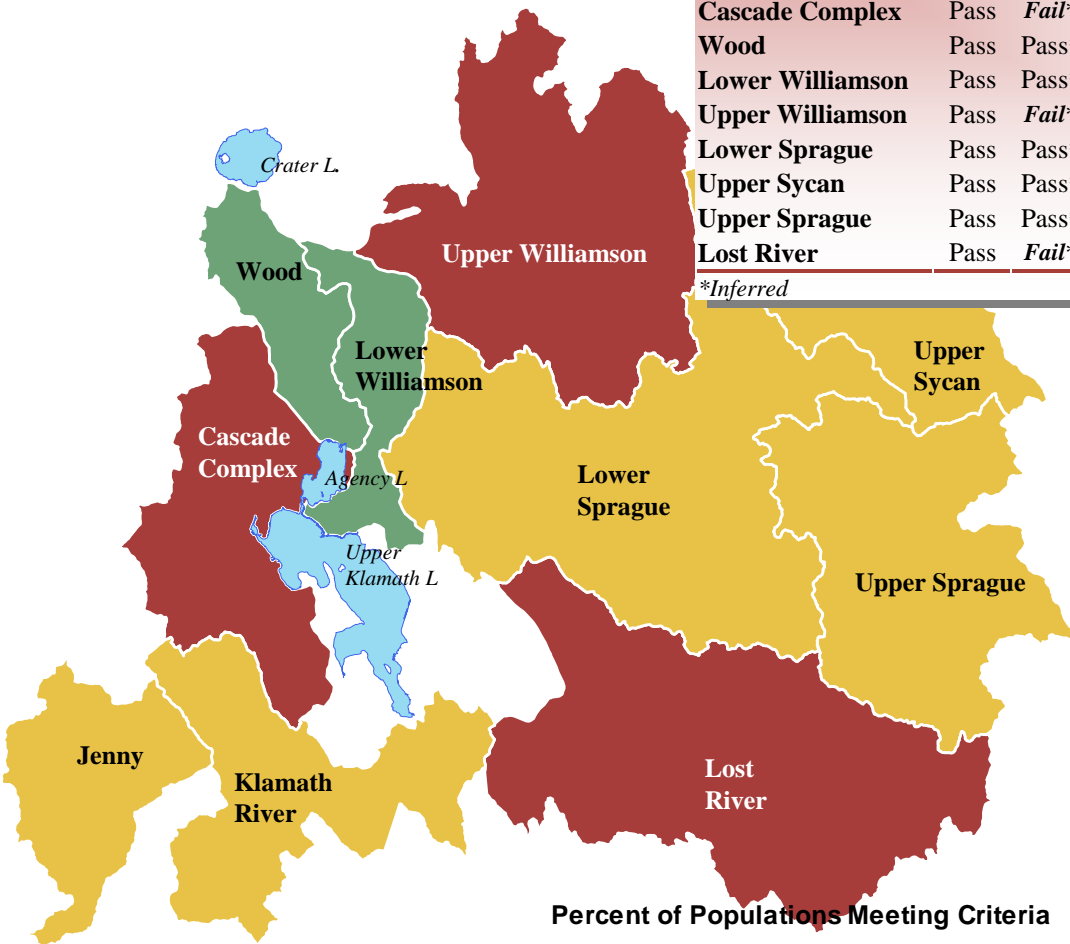 Cascade Complex Pass Fail*
Wood Pass Pass
Lower Williamson Pass Pass
Upper Williamson Pass Fail*
Lower Sprague Pass Pass
Upper Sycan Pass Pass
Upper Sprague Pass Pass
Lost River Pass Fail*
*Inferred
Crater L.
Upper Williamson
Wood
Lower
Williamson
Upper
Sycan
Cascade
Complex
Agency L
Lower
Sprague
Upper
Klamath L
Upper Sprague
Jenny
Klamath
River
Lost
River
Percent of Populations Meeting Criteria